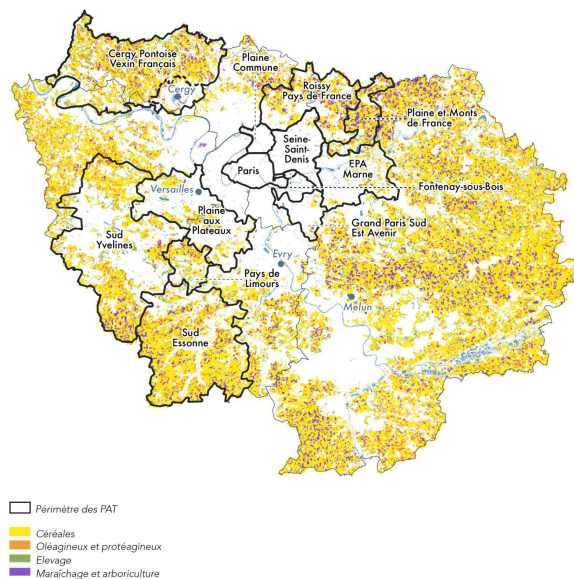 Cergy Pontoise
Vexin Français
Plaine
Commune
Cergy
Roissy
Pays de France
Plaine et Monts
de France
Seine-
Saint-
Denis
EPA
Marne
Paris
Fontenay-sous-Bois
Versailles
Plaine
aux
Plateaux
Grand Paris Sud
Est Avenir
Sud
Yvelines
Evry
Pays de
Limours
Melun
Sud
Essonne
Périmètre des PAT
Céréales
Oléagineux et protéagineux
Elevage
Maraîchage et arboriculture